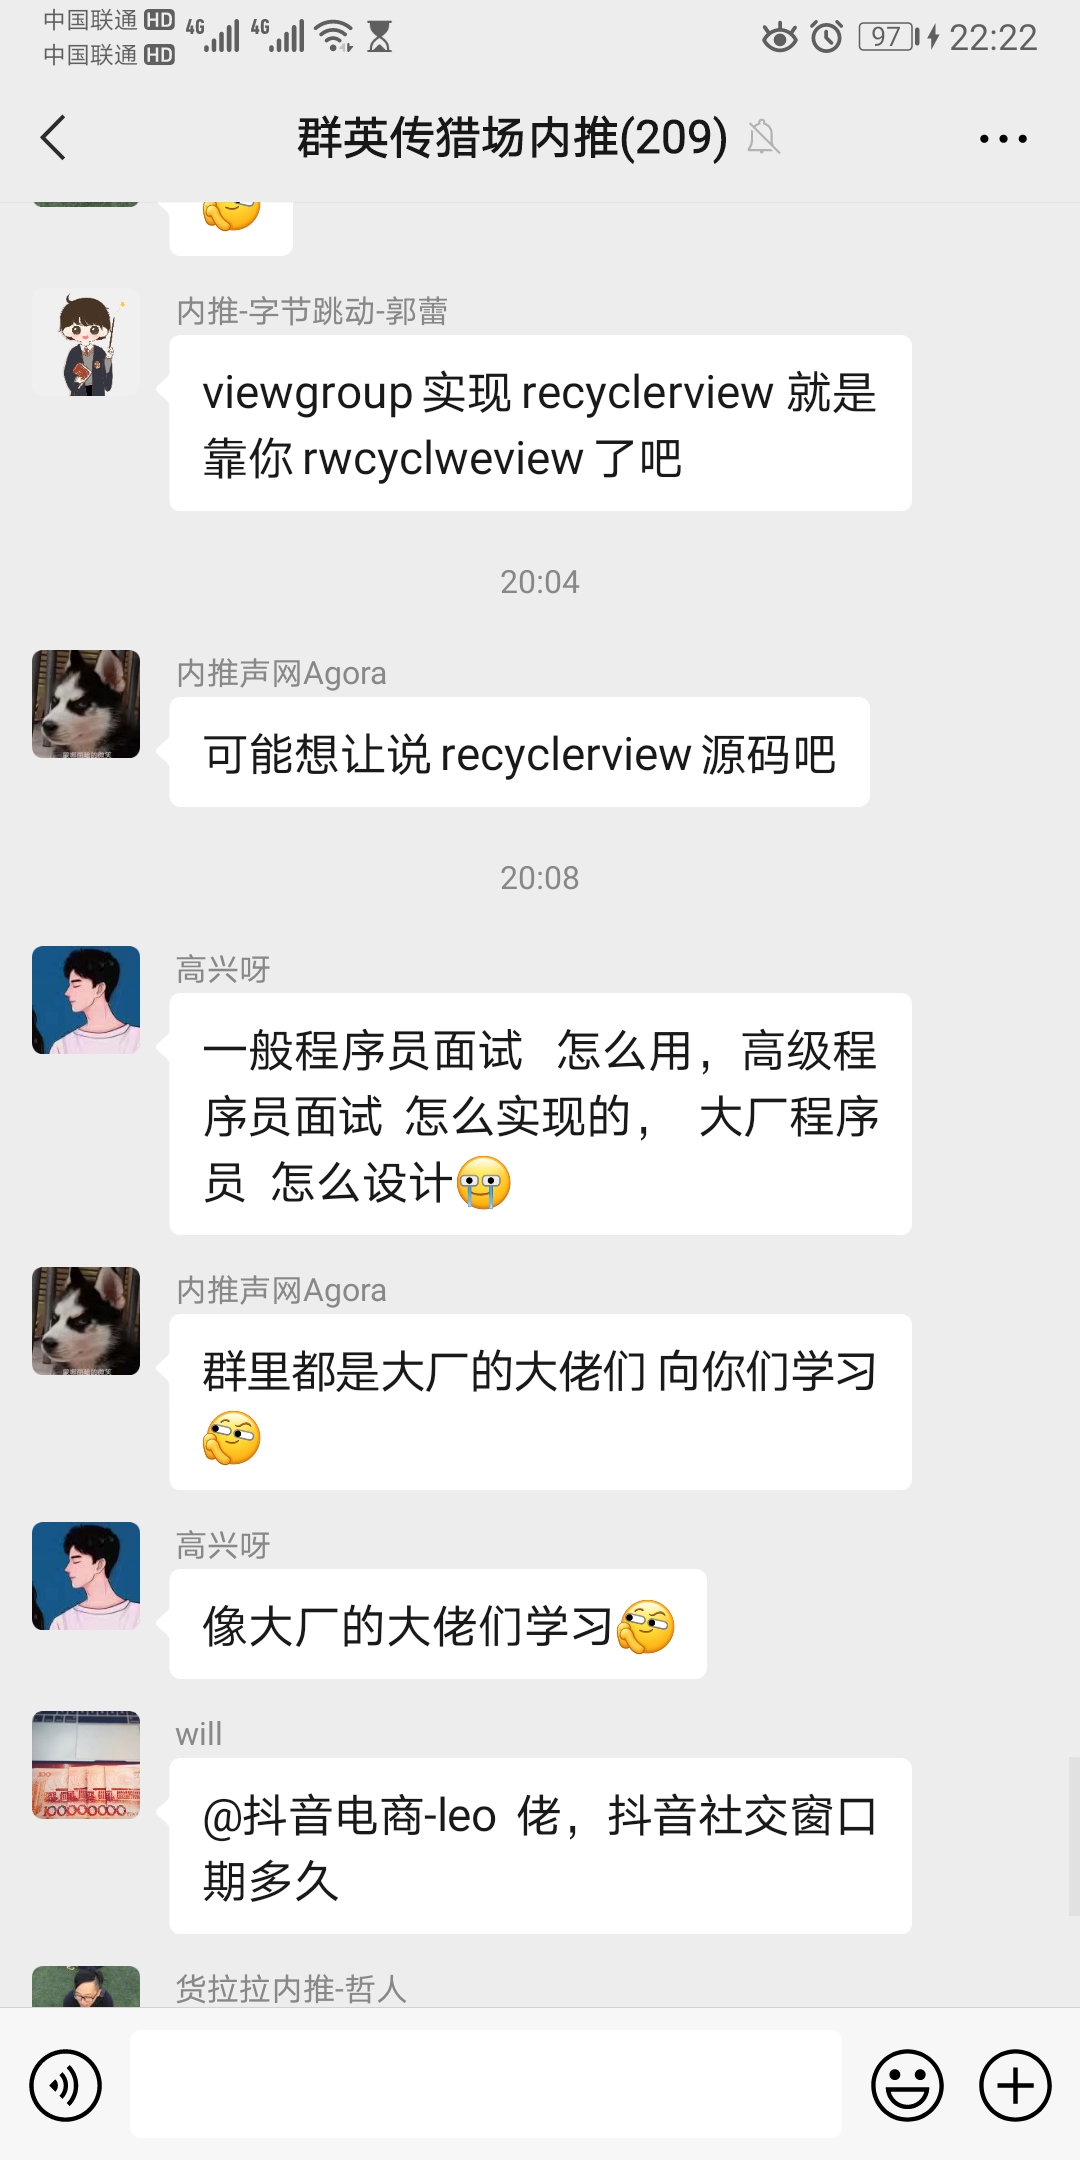 中国联通 HD 4G 4G 97 22:22
中国联通 HD
群英传猎场内推(209)
内推-字节跳动-郭蕾
viewgroup 实现 recyclerview 就是
靠你 rwcyclweview 了吧
20:04
内推声网Agora
可能想让说 recyclerview 源码吧
20:08
高兴呀
一般程序员面试 怎么用，高级程
序员面试 怎么实现的， 大厂程序
员 怎么设计
内推声网Agora
群里都是大厂的大佬们 向你们学习
高兴呀
像大厂的大佬们学习
will
@抖音电商-leo 佬，抖音社交窗口
期多久
货拉拉内推-哲人